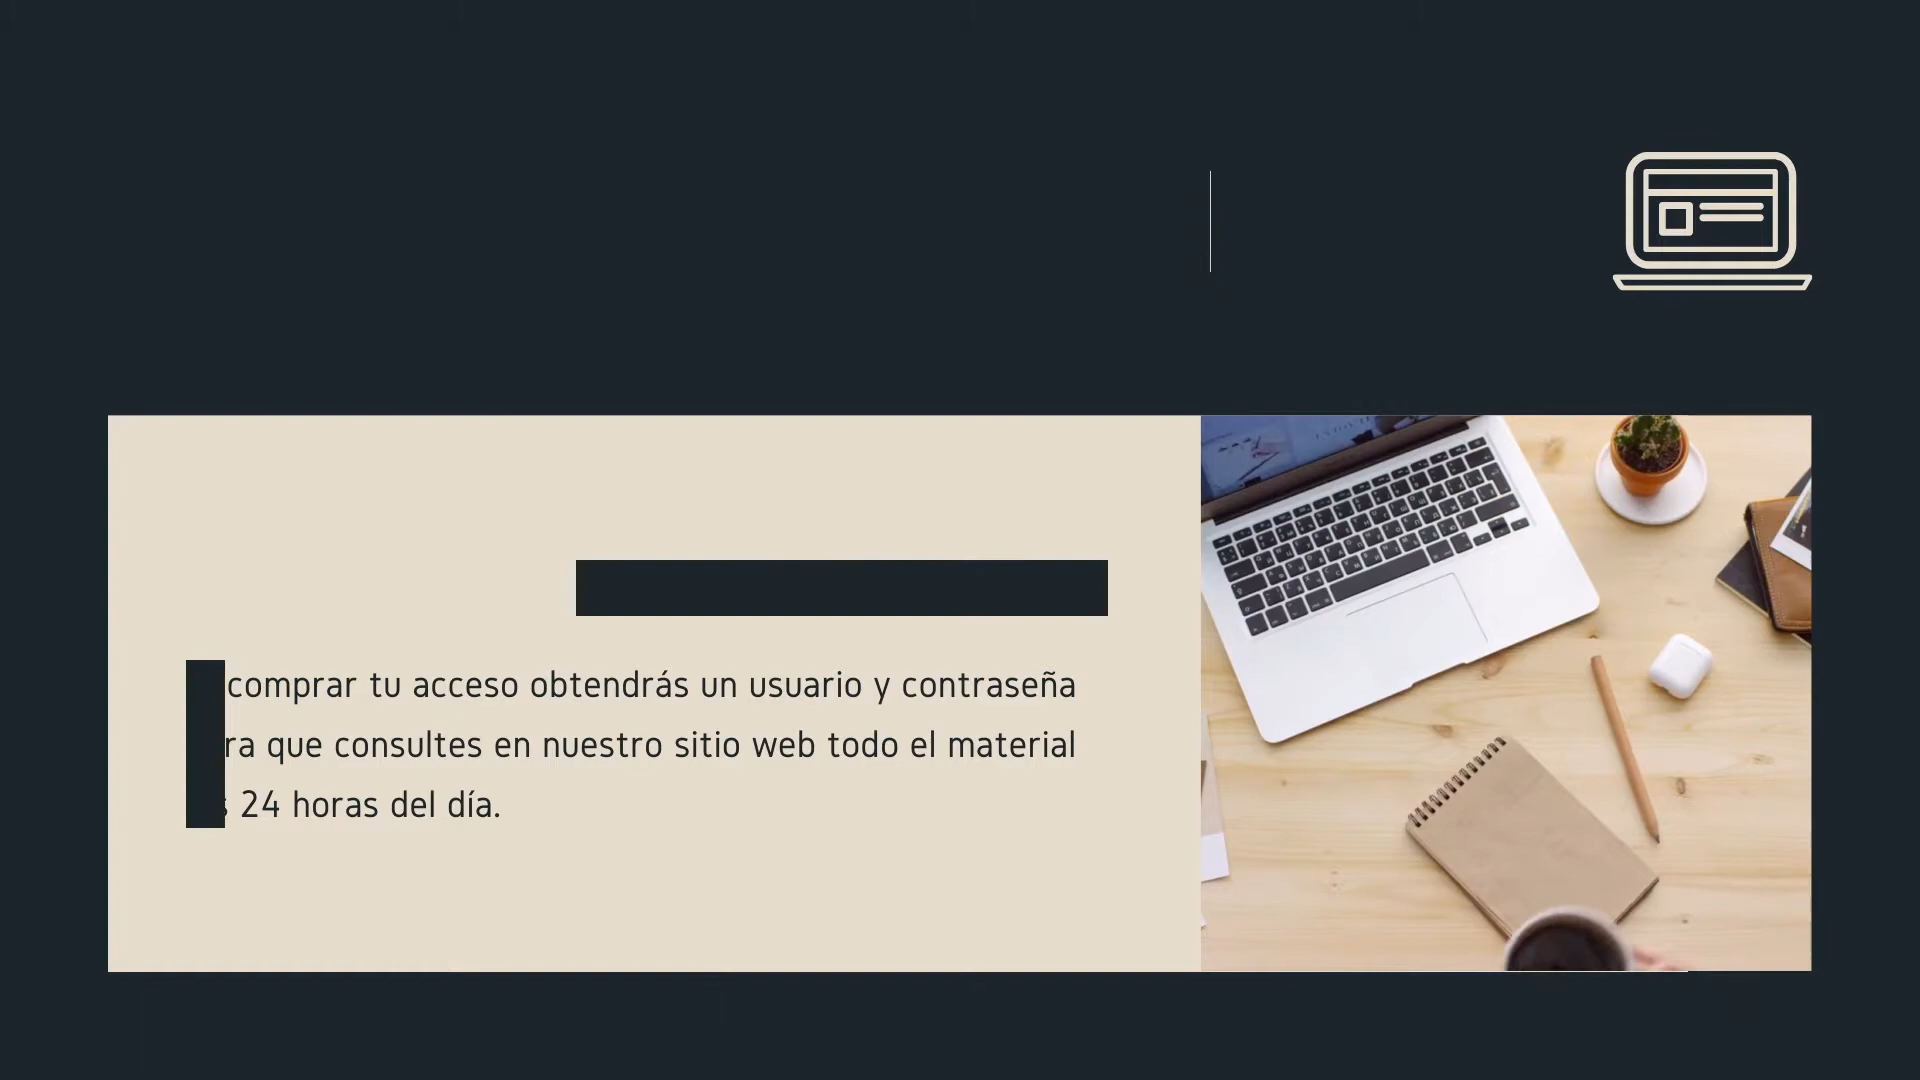 comprar tu acceso obtendrás un usuario y contraseña
que consultes en nuestro sitio web todo el material
24 horas del día.